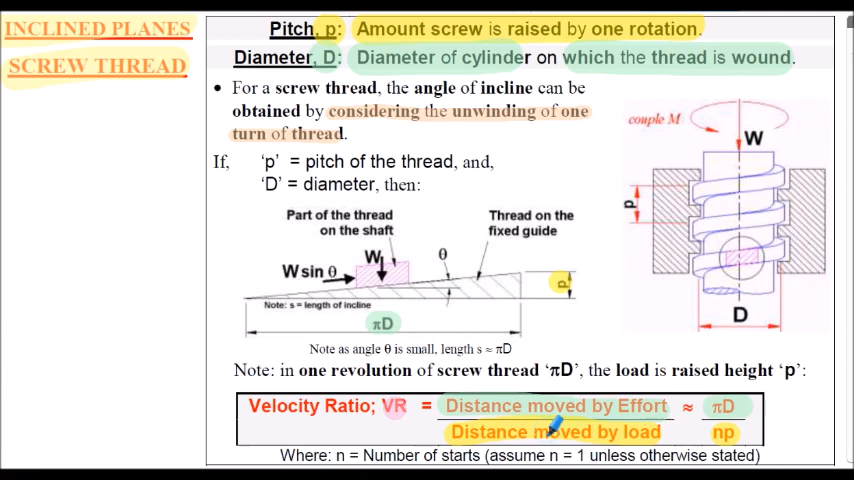 INCLINED PLANES
SCREW THREAD
Pitch, p: Amount screw is raised by one rotation.
Diameter, D: Diameter of cylinder on which the thread is wound.
• For a screw thread, the angle of incline can be
obtained by considering the unwinding of one
turn of thread.
If, 'p' = pitch of the thread, and,
'D' = diameter, then:
couple M
W
p
D
Part of the thread
on the shaft
Thread on the
fixed guide
W
θ
W sin θ
p
Note: s = length of incline
πD
Note as angle θ is small, length s ≈ πD
Note: in one revolution of screw thread 'πD', the load is raised height 'p':
Velocity Ratio; VR = Distance moved by Effort ≈ πD
Distance moved by load np
Where: n = Number of starts (assume n = 1 unless otherwise stated)